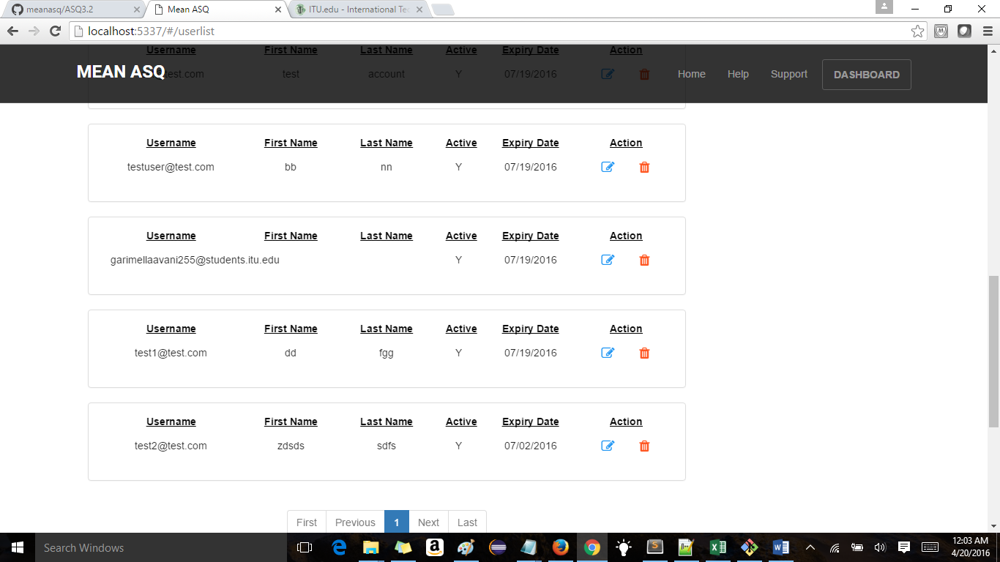 meanasq/ASQ3.2
Mean ASQ
ITU.edu - International Te
localhost:5337/#/userlist
Username First Name Last Name Active Expiry Date Action
MEAN ASQ
test.com test account Y 07/19/2016
Home Help Support DASHBOARD
Username First Name Last Name Active Expiry Date Action
testuser@test.com bb nn Y 07/19/2016
Username First Name Last Name Active Expiry Date Action
garimellaavani255@students.itu.edu Y 07/19/2016
Username First Name Last Name Active Expiry Date Action
test1@test.com dd fgg Y 07/19/2016
Username First Name Last Name Active Expiry Date Action
test2@test.com zdsds sdfs Y 07/02/2016
First Previous 1 Next Last
Search Windows
12:03 AM
4/20/2016